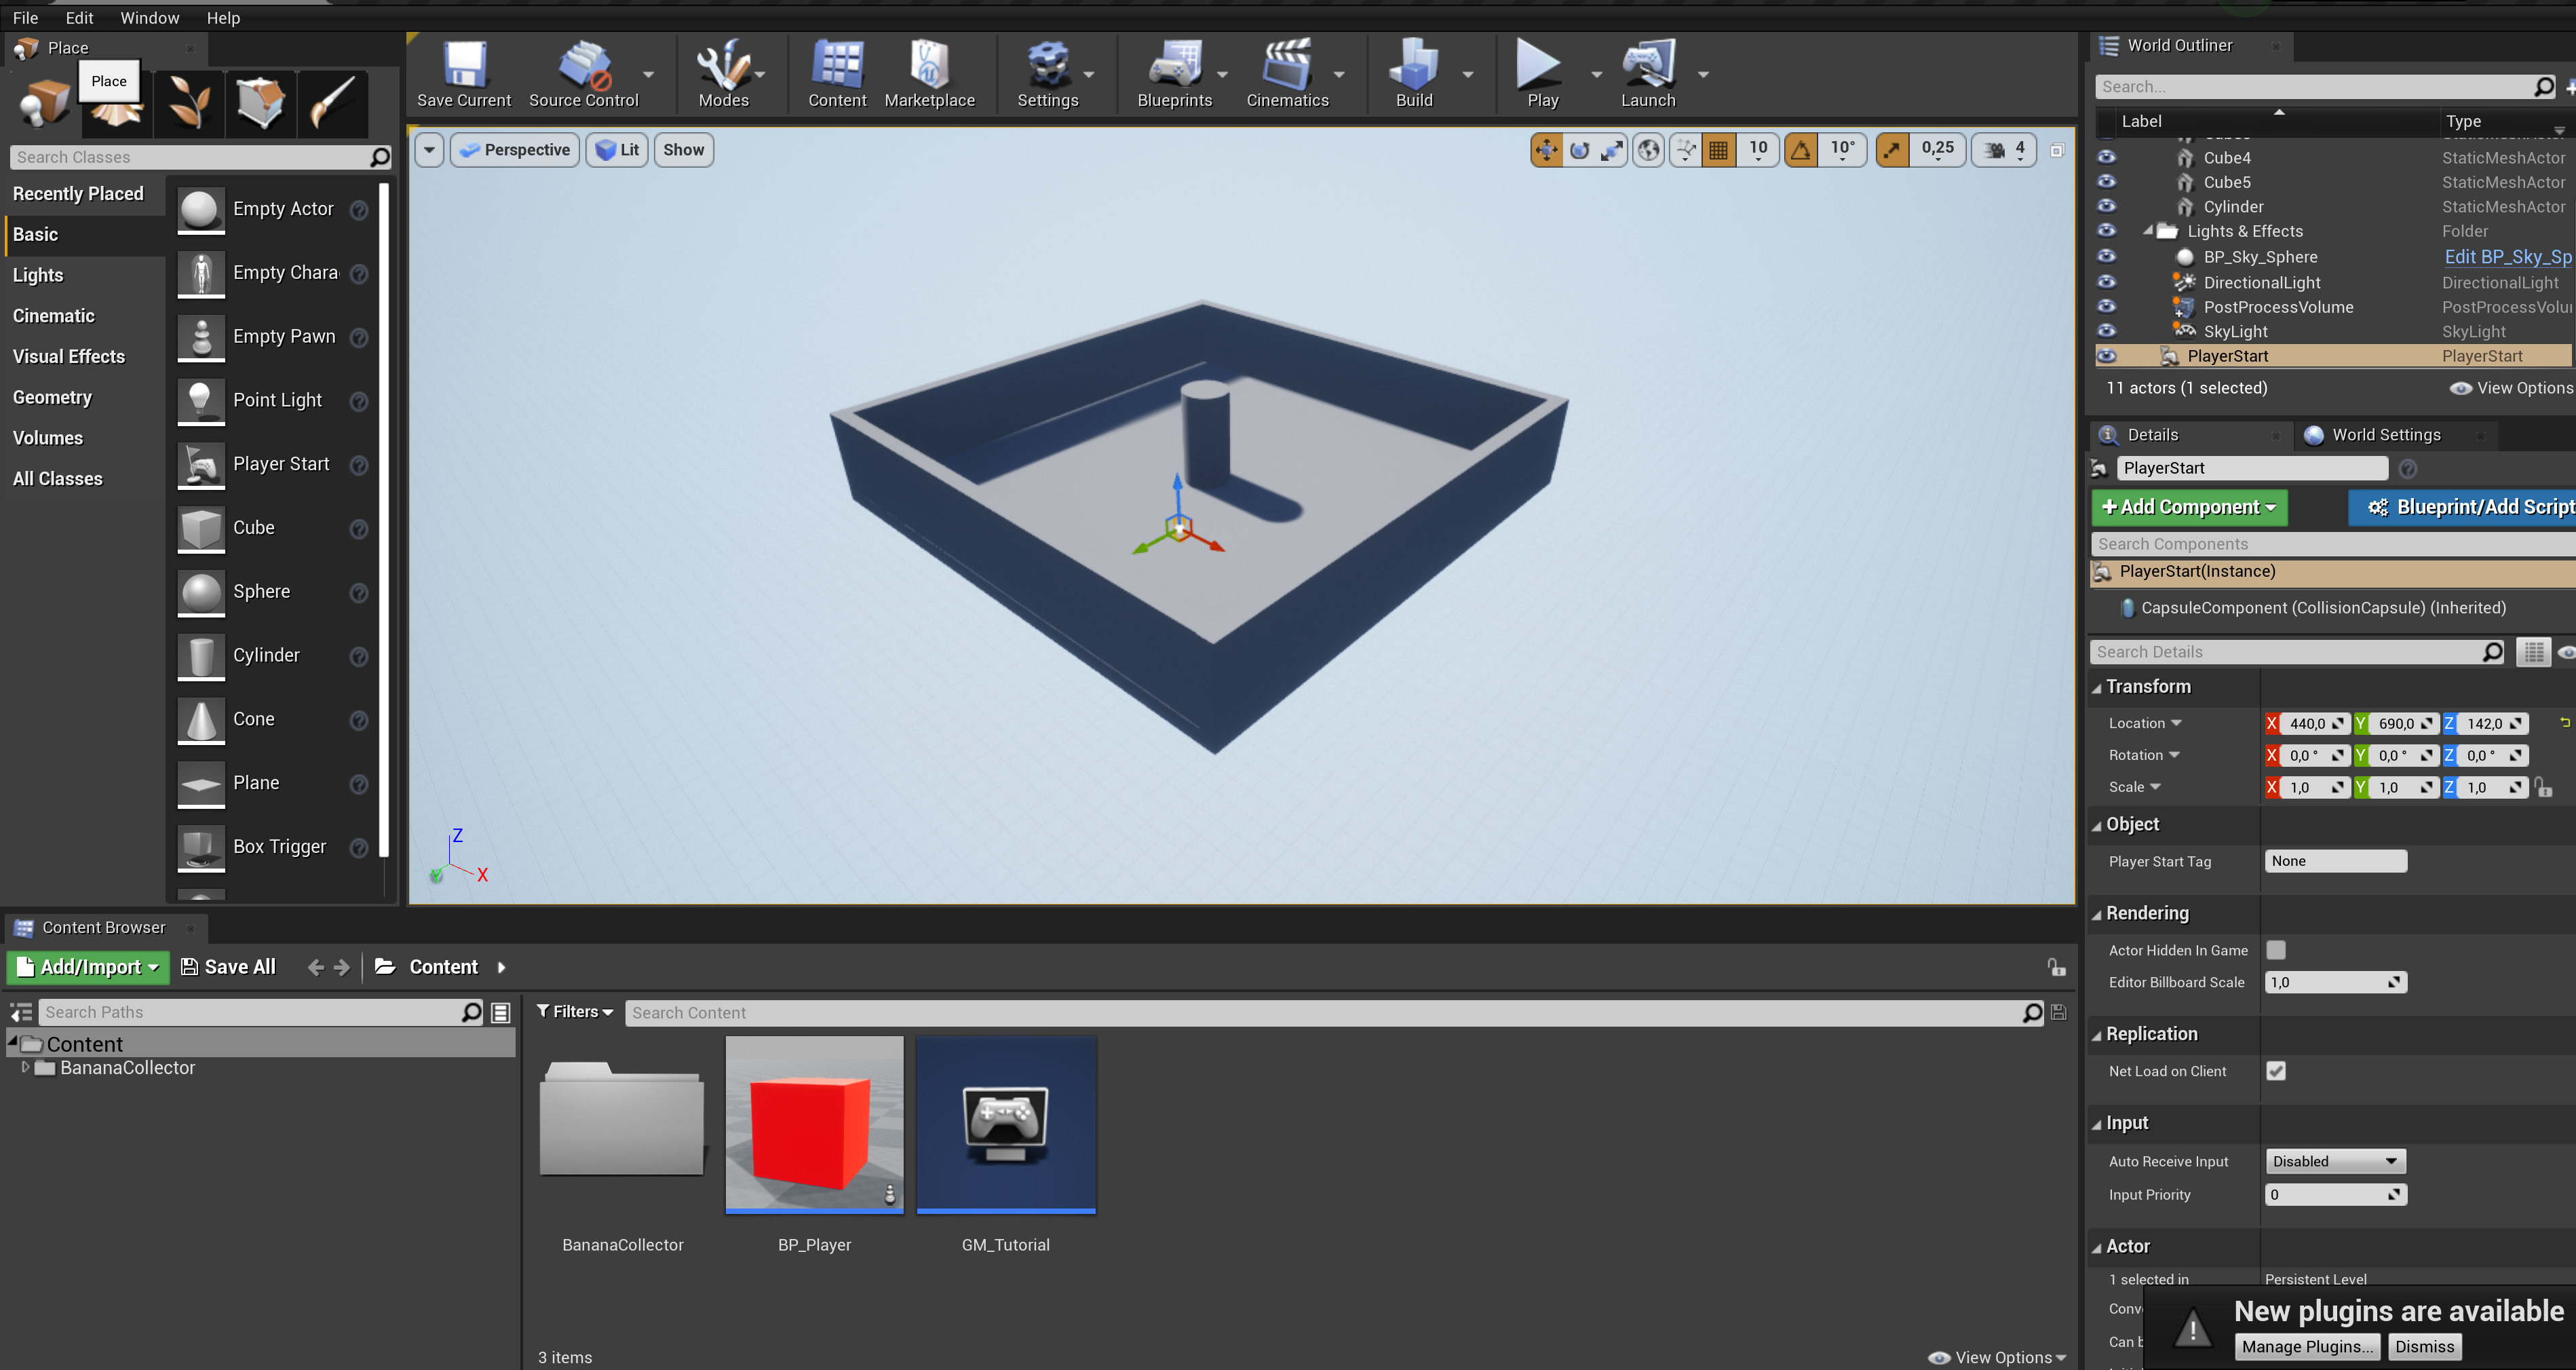 File Edit Window Help
Place
Place
Search Classes
Recently Placed
Basic
Lights
Cinematic
Visual Effects
Geometry
Volumes
All Classes
Empty Actor
Empty Chara
Empty Pawn
Point Light
Player Start
Cube
Sphere
Cylinder
Cone
Plane
Box Trigger
Save Current Source Control Modes Content Marketplace Settings Blueprints Cinematics Build Play Launch
Perspective Lit Show
10 10° 0,25 4
Z
X
World Outliner
Search...
Label Type
Cube4 StaticMeshActor
Cube5 StaticMeshActor
Cylinder StaticMeshActor
Lights & Effects Folder
BP_Sky_Sphere Edit BP_Sky_Sp
DirectionalLight DirectionalLight
PostProcessVolume PostProcessVolu
SkyLight SkyLight
PlayerStart PlayerStart
11 actors (1 selected) View Options
Details World Settings
PlayerStart
+Add Component Blueprint/Add Script
Search Components
PlayerStart(Instance)
CapsuleComponent (CollisionCapsule) (Inherited)
Search Details
Transform
Location X 440,0 Y 690,0 Z 142,0
Rotation X 0,0 ° Y 0,0 ° Z 0,0 °
Scale X 1,0 Y 1,0 Z 1,0
Object
Player Start Tag None
Rendering
Actor Hidden In Game
Editor Billboard Scale 1,0
Replication
Net Load on Client
Input
Auto Receive Input Disabled
Input Priority 0
Actor
1 selected in Persistent Level
Conv
Can b
New plugins are available
Manage Plugins... Dismiss
Content Browser
Add/Import Save All Content
Search Paths
Content
BananaCollector
Filters Search Content
BananaCollector BP_Player GM_Tutorial
3 items View Options